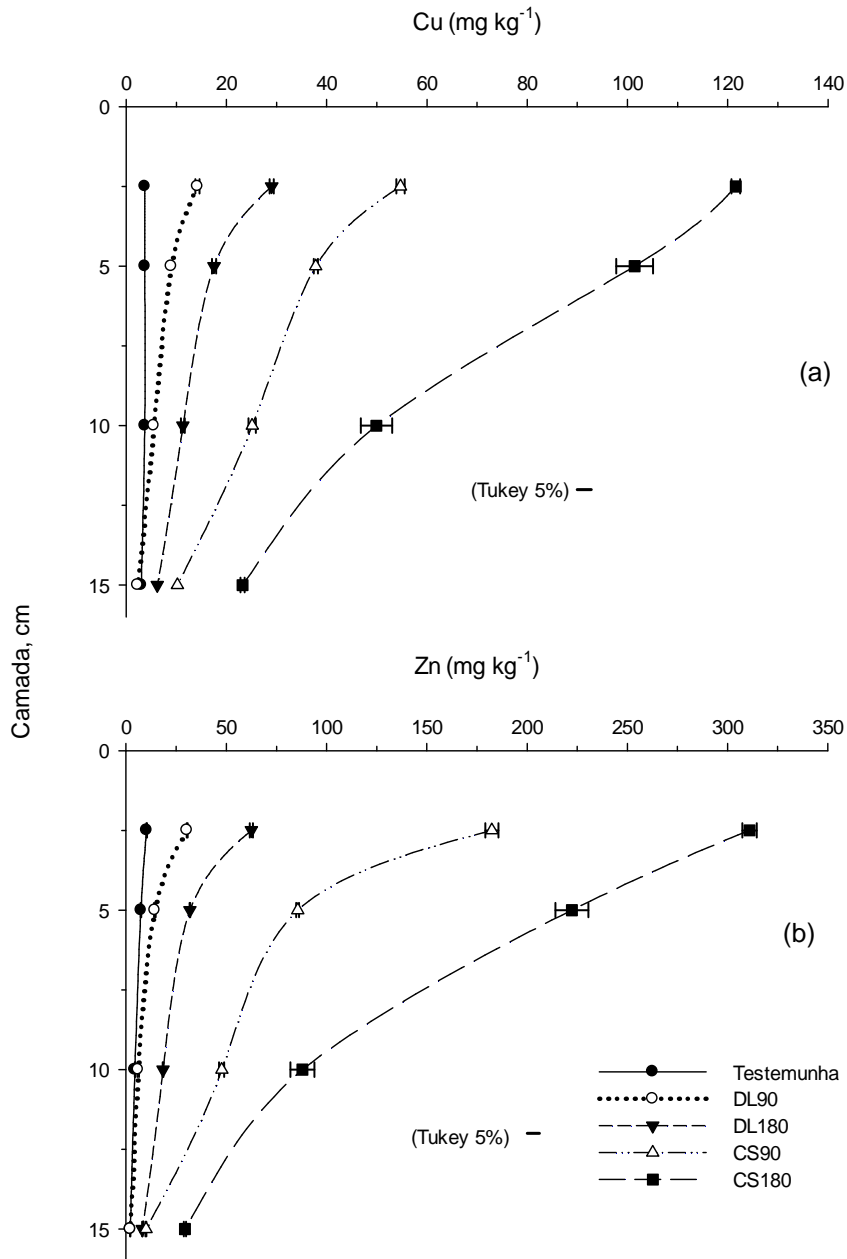 Cu (mg kg⁻¹)
0 20 40 60 80 100 120 140
0
5
(a)
10
(Tukey 5%)
15
Camada, cm
Zn (mg kg⁻¹)
0 50 100 150 200 250 300 350
0
5
(b)
10
Testemunha
DL90
DL180
(Tukey 5%)
CS90
CS180
15